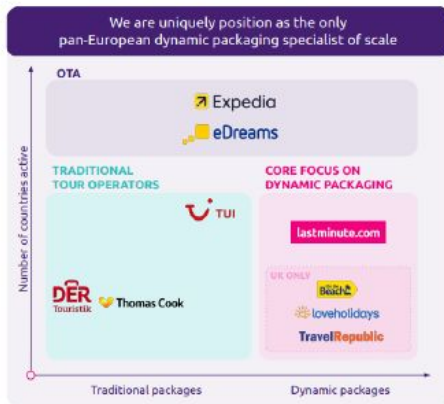 We are uniquely position as the only
pan-European dynamic packaging specialist of scale
Number of countries active
OTA
Expedia
eDreams
TRADITIONAL
TOUR OPERATORS
TUI
DER
Touristik
Thomas Cook
CORE FOCUS ON
DYNAMIC PACKAGING
lastminute.com
UK ONLY
Beach
loveholidays
TravelRepublic
Traditional packages
Dynamic packages